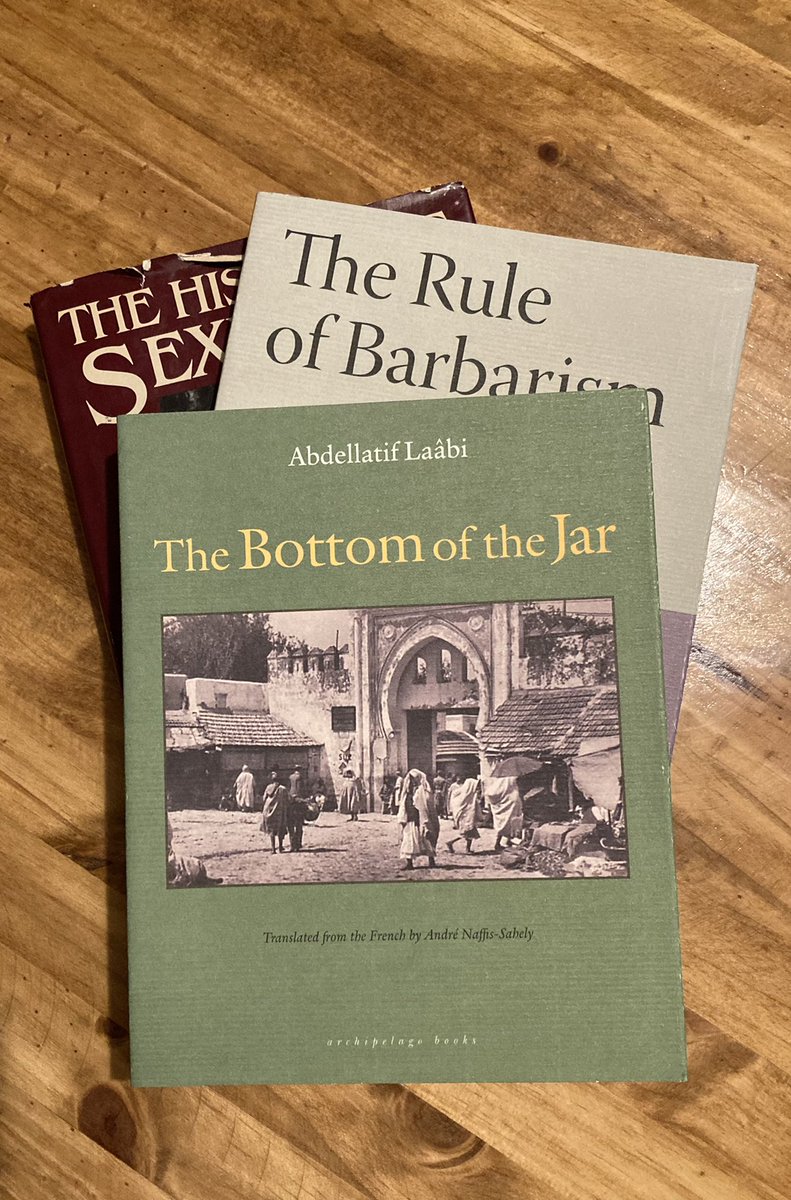 THE HIS
SEX
The Rule
of Barbarism
Abdellatif Laâbi
The Bottom of the Jar
Translated from the French by André Naffis-Sahely
archipelago books